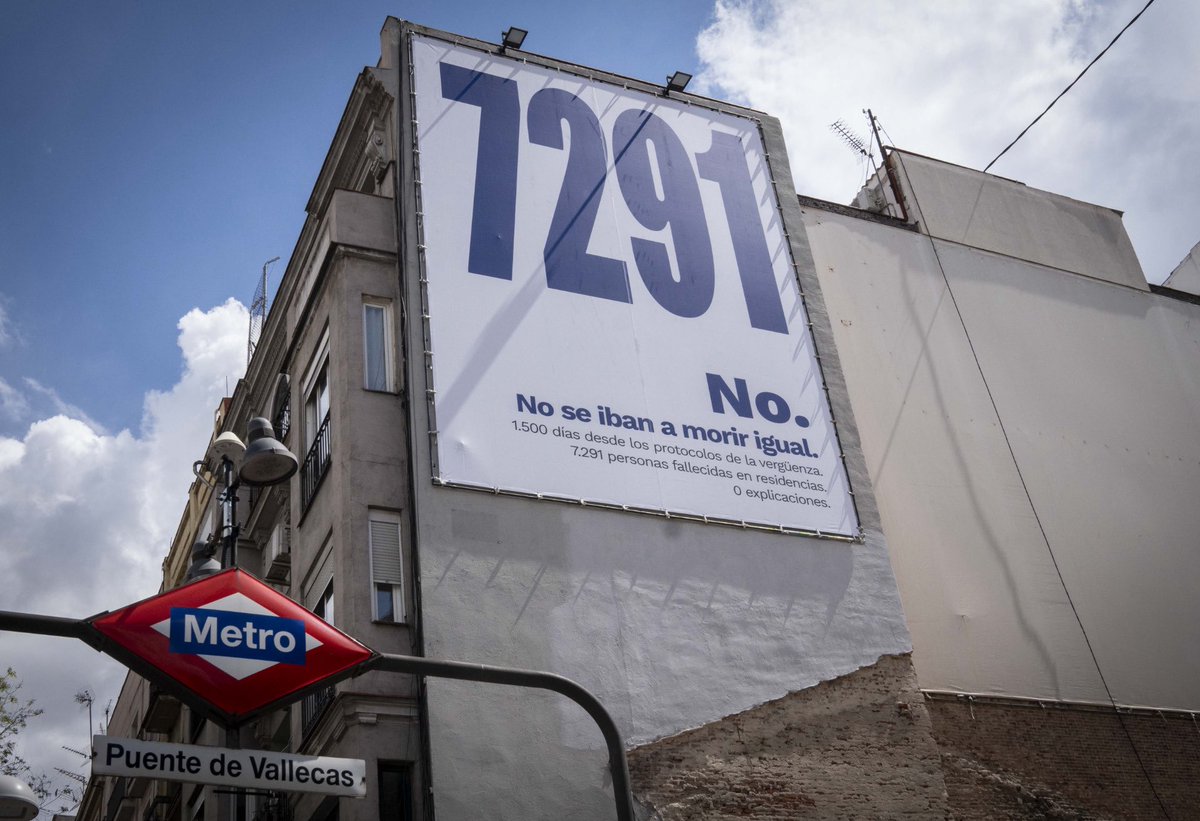 7291
No.
No se iban a morir igual.
1.500 días desde los protocolos de la vergüenza.
7.291 personas fallecidas en residencias.
0 explicaciones.
Metro
Puente de Vallecas